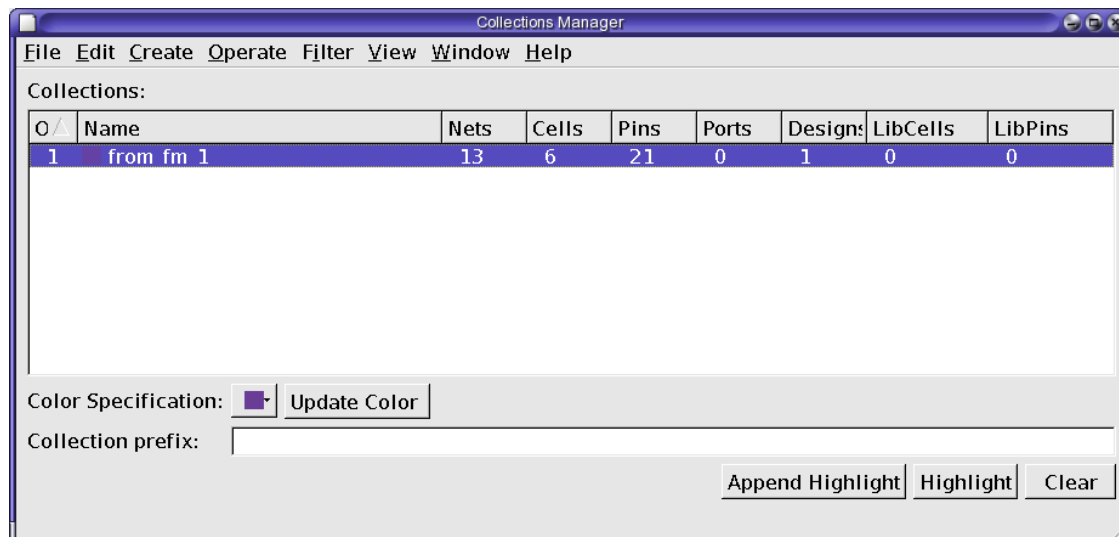 Collections Manager
File Edit Create Operate Filter View Window Help
Collections:
O Name Nets Cells Pins Ports Designs LibCells LibPins
1 from fm 1 13 6 21 0 1 0 0
Color Specification: Update Color
Collection prefix:
Append Highlight Highlight Clear